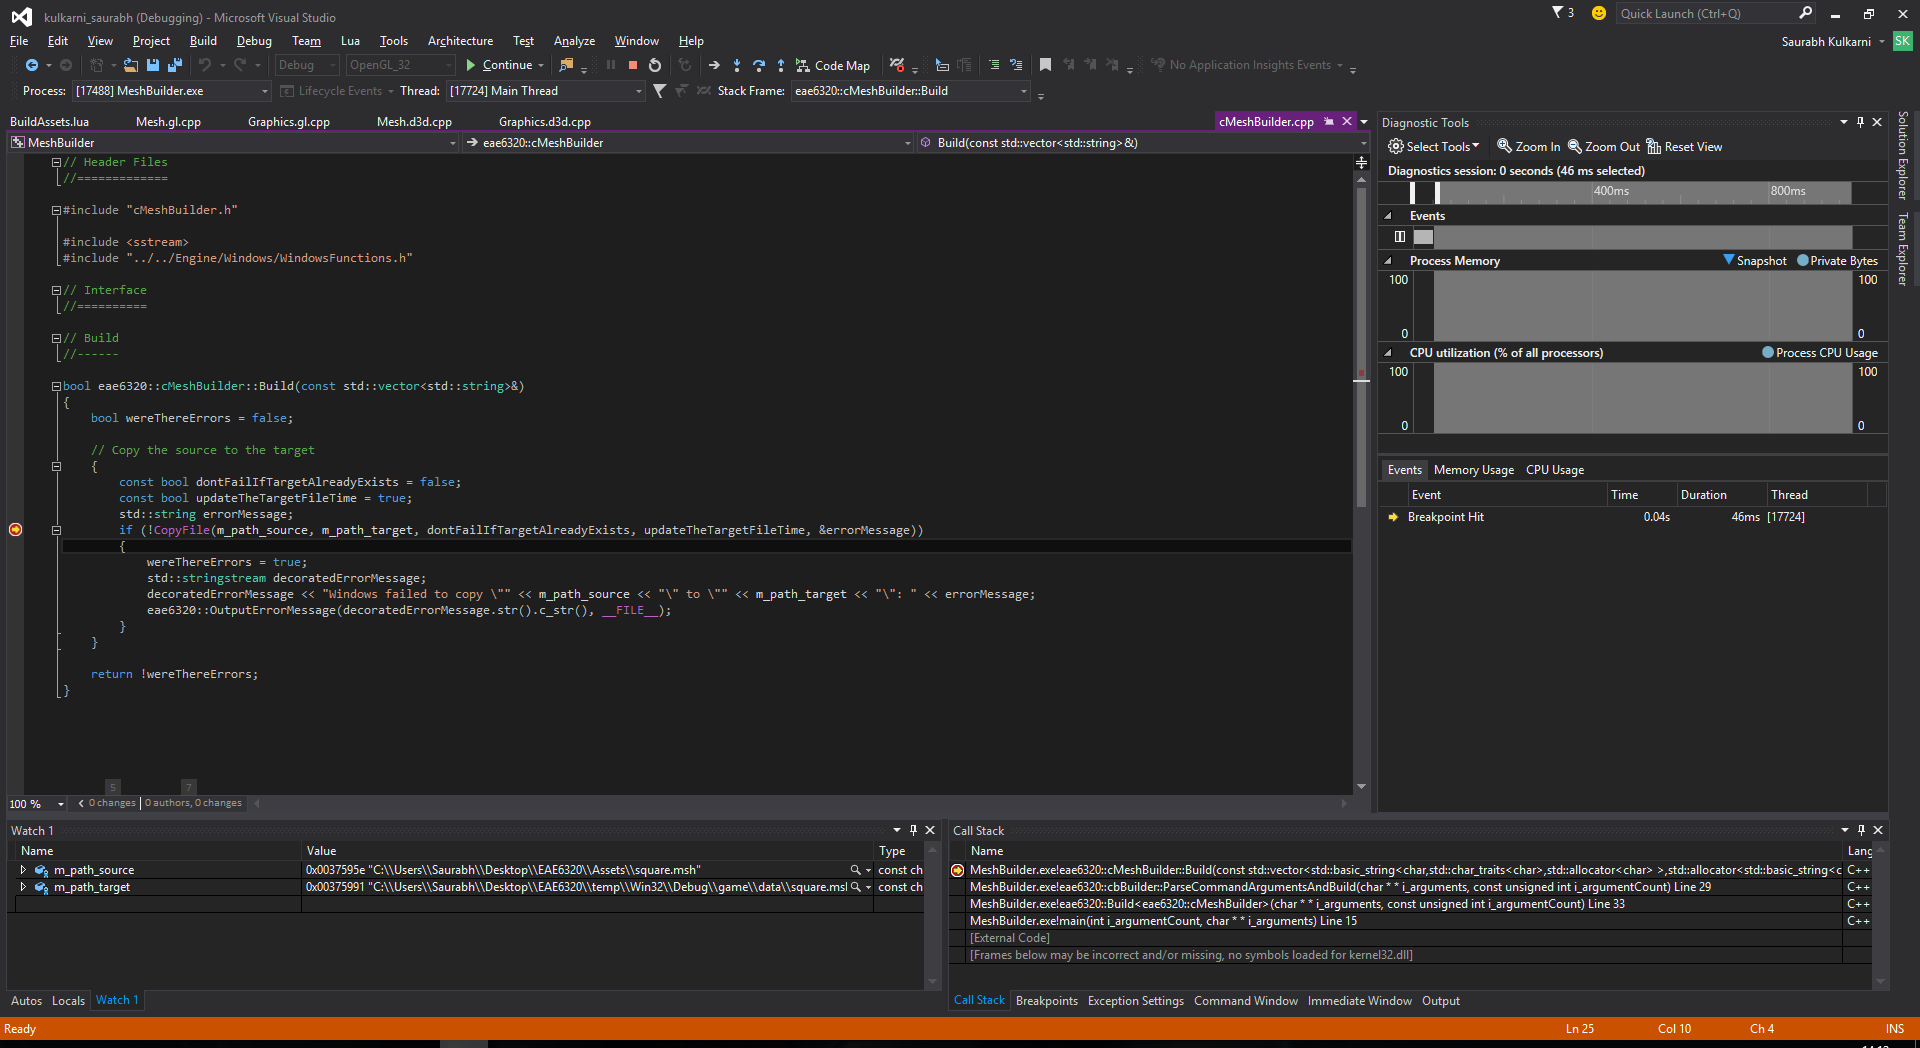 kulkarni_saurabh (Debugging) - Microsoft Visual Studio
3
Quick Launch (Ctrl+Q)
File Edit View Project Build Debug Team Lua Tools Architecture Test Analyze Window Help
Saurabh Kulkarni SK
Debug OpenGL_32 Continue Code Map No Application Insights Events
Process: [17488] MeshBuilder.exe Lifecycle Events Thread: [17724] Main Thread Stack Frame: eae6320::cMeshBuilder::Build
BuildAssets.lua Mesh.gl.cpp Graphics.gl.cpp Mesh.d3d.cpp Graphics.d3d.cpp cMeshBuilder.cpp
MeshBuilder eae6320::cMeshBuilder Build(const std::vector<std::string>&)
// Header Files
//=============
#include "cMeshBuilder.h"
#include <sstream>
#include "../../Engine/Windows/WindowsFunctions.h"
// Interface
//==========
// Build
//------
bool eae6320::cMeshBuilder::Build(const std::vector<std::string>&)
{
bool wereThereErrors = false;
// Copy the source to the target
{
const bool dontFailIfTargetAlreadyExists = false;
const bool updateTheTargetFileTime = true;
std::string errorMessage;
if (!CopyFile(m_path_source, m_path_target, dontFailIfTargetAlreadyExists, updateTheTargetFileTime, &errorMessage))
{
wereThereErrors = true;
std::stringstream decoratedErrorMessage;
decoratedErrorMessage << "Windows failed to copy \"" << m_path_source << "\" to \"" << m_path_target << "\": " << errorMessage;
eae6320::OutputErrorMessage(decoratedErrorMessage.str().c_str(), __FILE__);
}
}
return !wereThereErrors;
}
5 7
100 % 0 changes | 0 authors, 0 changes
Diagnostic Tools
Select Tools Zoom In Zoom Out Reset View
Diagnostics session: 0 seconds (46 ms selected)
400ms 800ms
Events
Process Memory Snapshot Private Bytes
100 100
0 0
CPU utilization (% of all processors) Process CPU Usage
100 100
0 0
Events Memory Usage CPU Usage
Event Time Duration Thread
Breakpoint Hit 0.04s 46ms [17724]
Solution Explorer
Team Explorer
Watch 1
Name Value Type
m_path_source 0x0037595e "C:\\Users\\Saurabh\\Desktop\\EAE6320\\Assets\\square.msh" const ch
m_path_target 0x00375991 "C:\\Users\\Saurabh\\Desktop\\EAE6320\\temp\\Win32\\Debug\\game\\data\\square.msl const ch
Autos Locals Watch 1
Call Stack
Name Lang
MeshBuilder.exe!eae6320::cMeshBuilder::Build(const std::vector<std::basic_string<char,std::char_traits<char>,std::allocator<char> >,std::allocator<std::basic_string<c C++
MeshBuilder.exe!eae6320::cbBuilder::ParseCommandArgumentsAndBuild(char * * i_arguments, const unsigned int i_argumentCount) Line 29 C++
MeshBuilder.exe!eae6320::Build<eae6320::cMeshBuilder>(char * * i_arguments, const unsigned int i_argumentCount) Line 33 C++
MeshBuilder.exe!main(int i_argumentCount, char * * i_arguments) Line 15 C++
[External Code]
[Frames below may be incorrect and/or missing, no symbols loaded for kernel32.dll]
Call Stack Breakpoints Exception Settings Command Window Immediate Window Output
Ready Ln 25 Col 10 Ch 4 INS